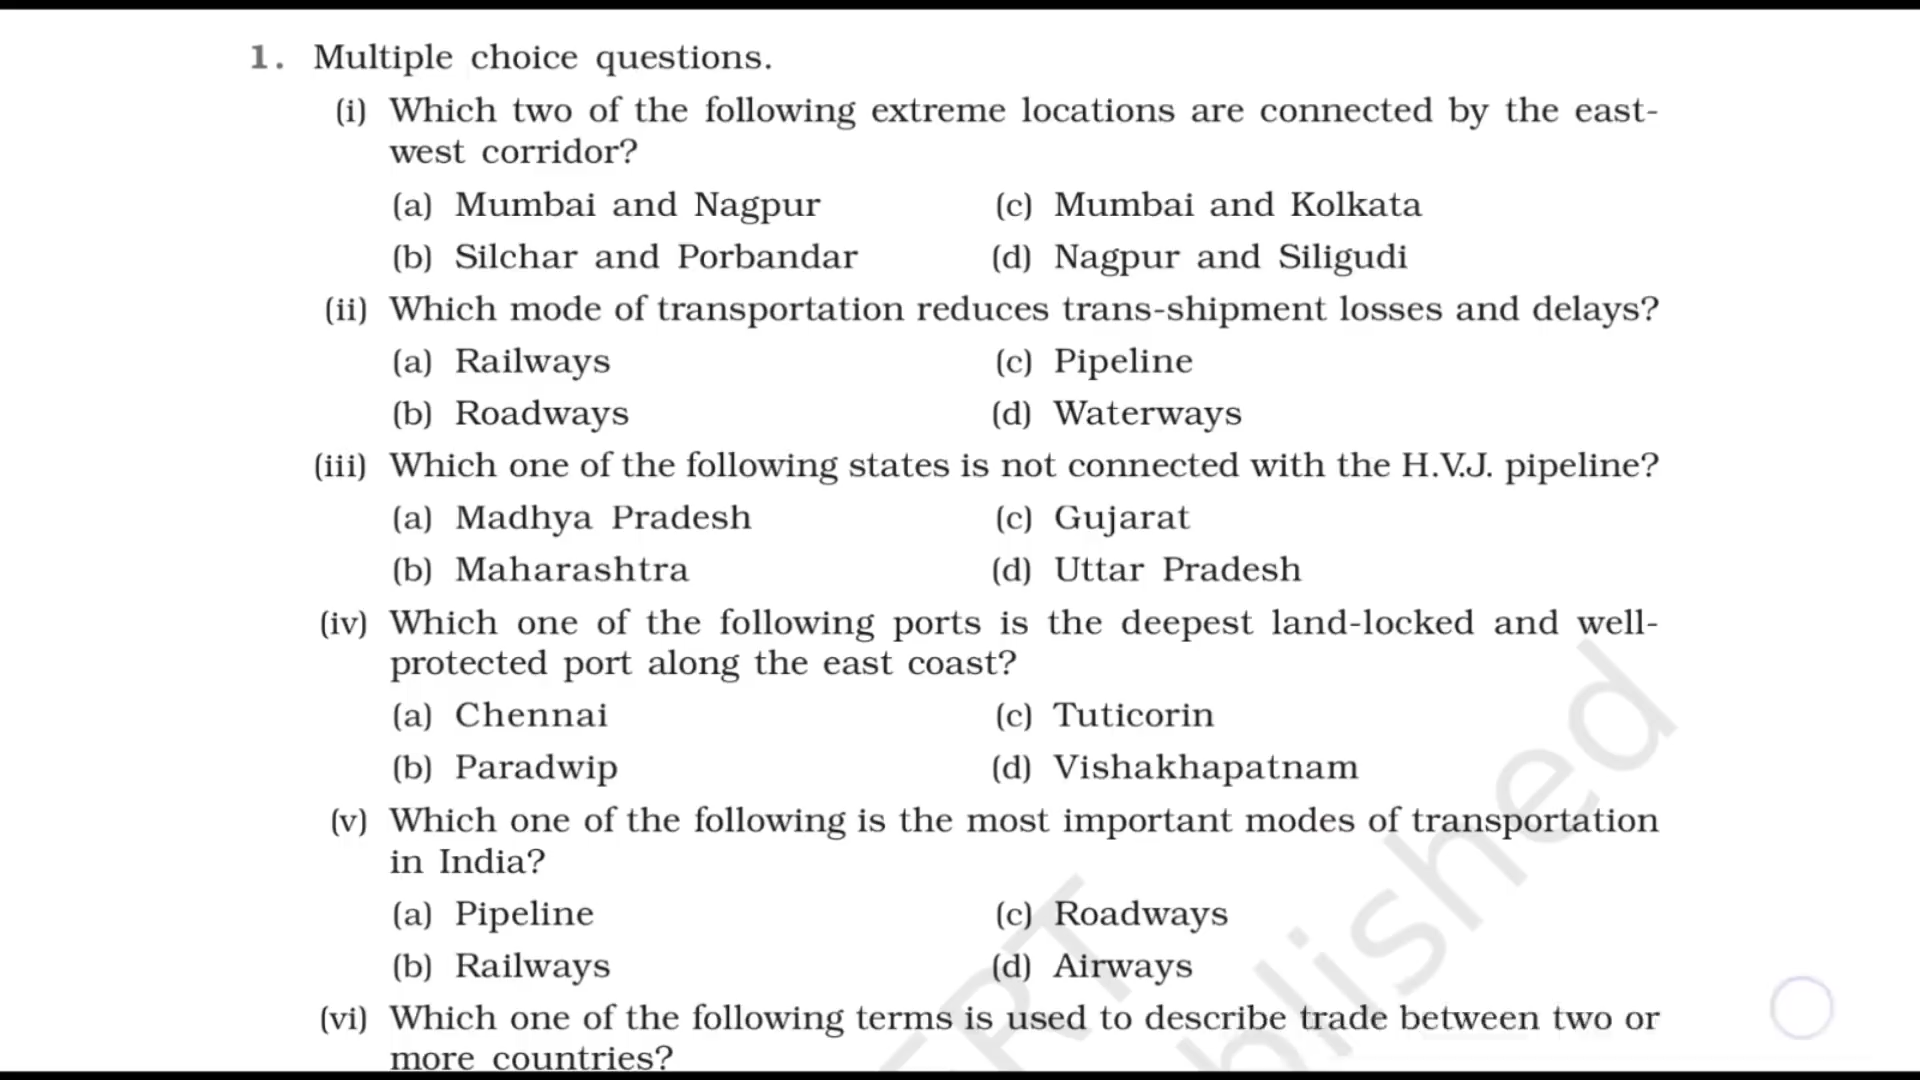 1. Multiple choice questions.
(i) Which two of the following extreme locations are connected by the east-
west corridor?
(a) Mumbai and Nagpur (c) Mumbai and Kolkata
(b) Silchar and Porbandar (d) Nagpur and Siligudi
(ii) Which mode of transportation reduces trans-shipment losses and delays?
(a) Railways (c) Pipeline
(b) Roadways (d) Waterways
(iii) Which one of the following states is not connected with the H.V.J. pipeline?
(a) Madhya Pradesh (c) Gujarat
(b) Maharashtra (d) Uttar Pradesh
(iv) Which one of the following ports is the deepest land-locked and well-
protected port along the east coast?
(a) Chennai (c) Tuticorin
(b) Paradwip (d) Vishakhapatnam
(v) Which one of the following is the most important modes of transportation
in India?
(a) Pipeline (c) Roadways
(b) Railways (d) Airways
(vi) Which one of the following terms is used to describe trade between two or
more countries?